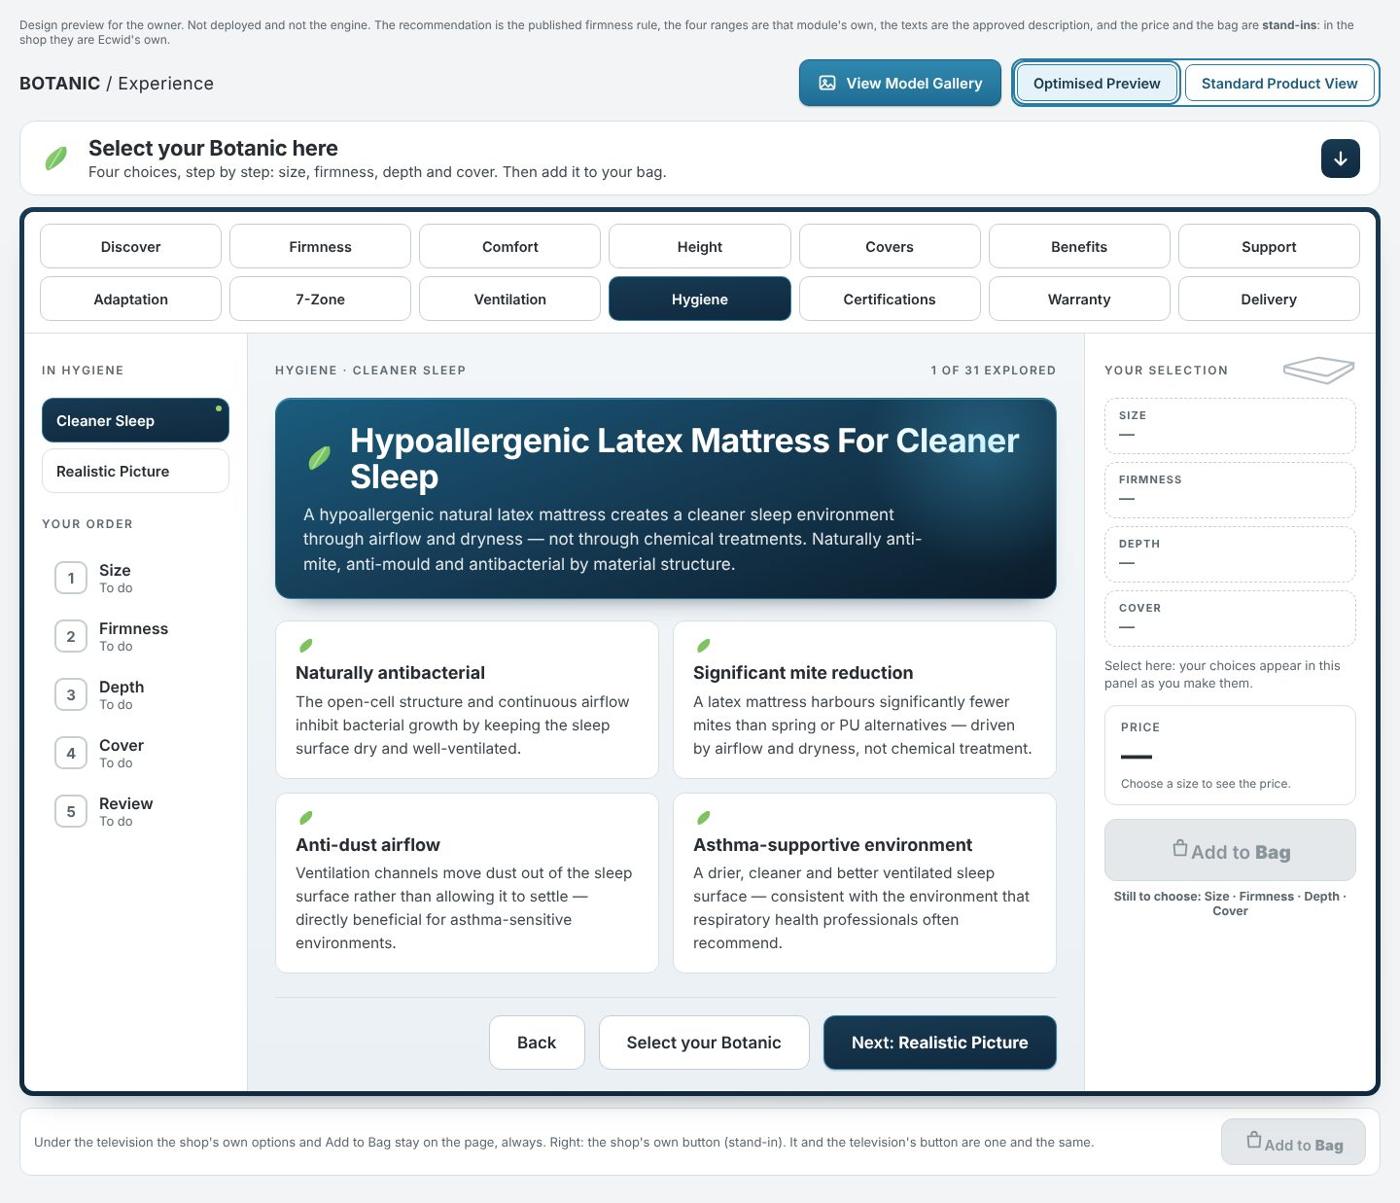 Design preview for the owner. Not deployed and not the engine. The recommendation is the published firmness rule, the four ranges are that module's own, the texts are the approved description, and the price and the bag are stand-ins: in the
shop they are Ecwid's own.
BOTANIC / Experience
View Model Gallery
Optimised Preview
Standard Product View
Select your Botanic here
Four choices, step by step: size, firmness, depth and cover. Then add it to your bag.
Discover
Firmness
Comfort
Height
Covers
Benefits
Support
Adaptation
7-Zone
Ventilation
Hygiene
Certifications
Warranty
Delivery
IN HYGIENE
Cleaner Sleep
Realistic Picture
YOUR ORDER
1
Size
To do
2
Firmness
To do
3
Depth
To do
4
Cover
To do
5
Review
To do
HYGIENE · CLEANER SLEEP
1 OF 31 EXPLORED
Hypoallergenic Latex Mattress For Cleaner
Sleep
A hypoallergenic natural latex mattress creates a cleaner sleep environment
through airflow and dryness — not through chemical treatments. Naturally anti-
mite, anti-mould and antibacterial by material structure.
Naturally antibacterial
The open-cell structure and continuous airflow
inhibit bacterial growth by keeping the sleep
surface dry and well-ventilated.
Significant mite reduction
A latex mattress harbours significantly fewer
mites than spring or PU alternatives — driven
by airflow and dryness, not chemical treatment.
Anti-dust airflow
Ventilation channels move dust out of the sleep
surface rather than allowing it to settle —
directly beneficial for asthma-sensitive
environments.
Asthma-supportive environment
A drier, cleaner and better ventilated sleep
surface — consistent with the environment that
respiratory health professionals often
recommend.
Back
Select your Botanic
Next: Realistic Picture
YOUR SELECTION
SIZE
—
FIRMNESS
—
DEPTH
—
COVER
—
Select here: your choices appear in this
panel as you make them.
PRICE
—
Choose a size to see the price.
Add to Bag
Still to choose: Size · Firmness · Depth ·
Cover
Under the television the shop's own options and Add to Bag stay on the page, always. Right: the shop's own button (stand-in). It and the television's button are one and the same.
Add to Bag